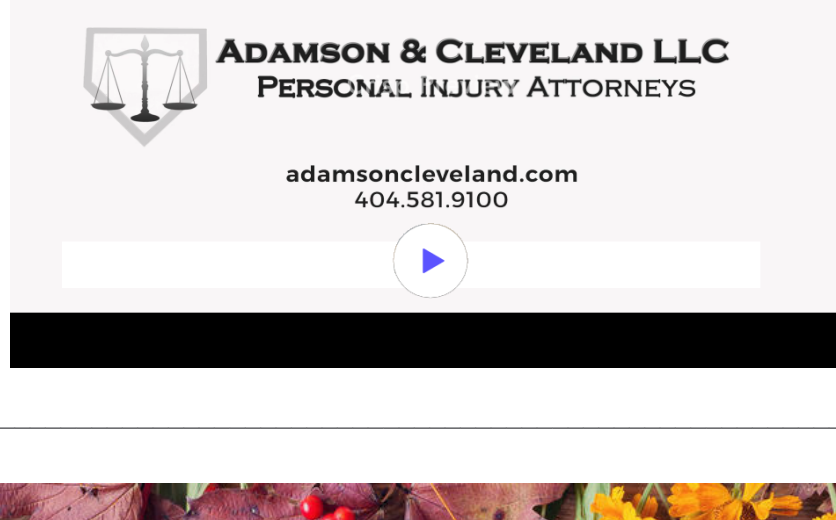 ADAMSON & CLEVELAND LLC
PERSONAL INJURY ATTORNEYS
adamsoncleveland.com
404.581.9100